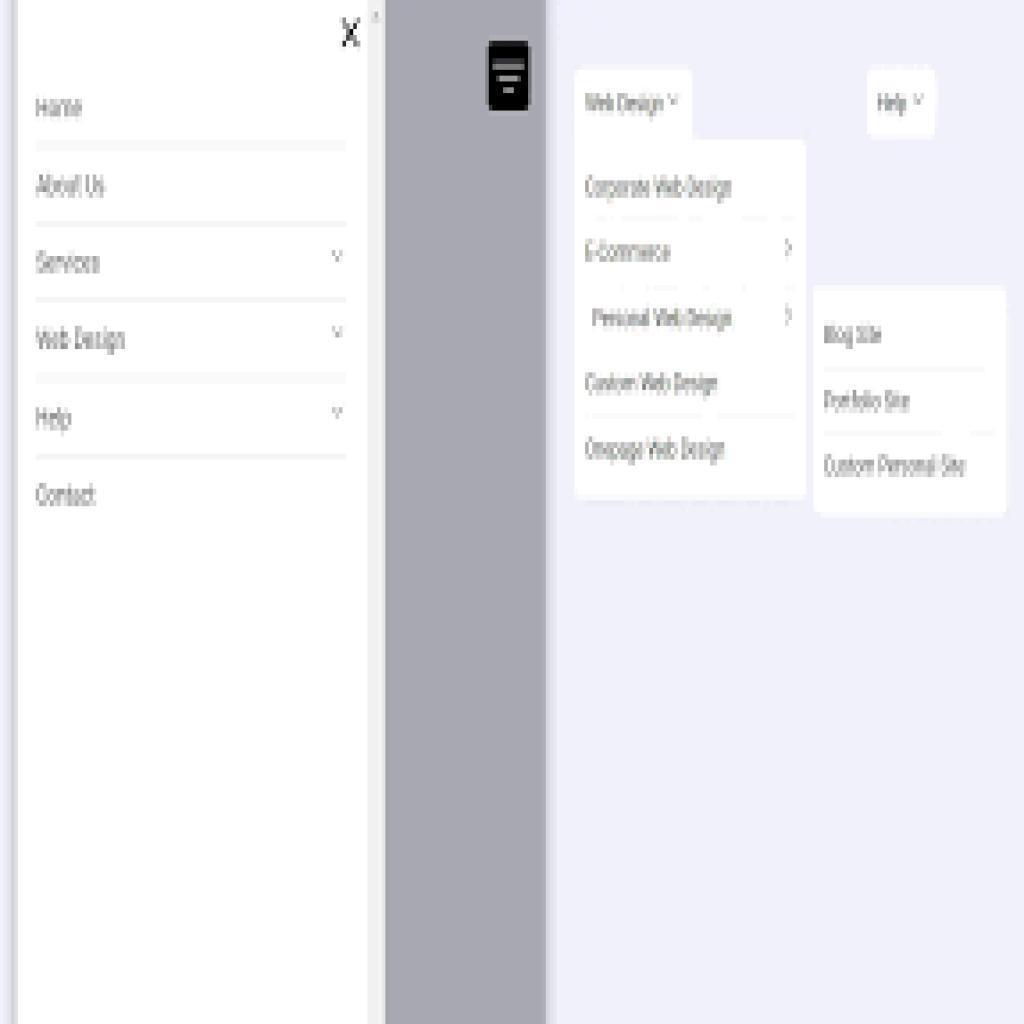 X
Home
About Us
Services
Web Design
Help
Contact
Web Design
Help
Corporate Web Design
E-Commerce
Personal Web Design
Custom Web Design
Onepage Web Design
Blog Site
Portfolio Site
Custom Personal Site